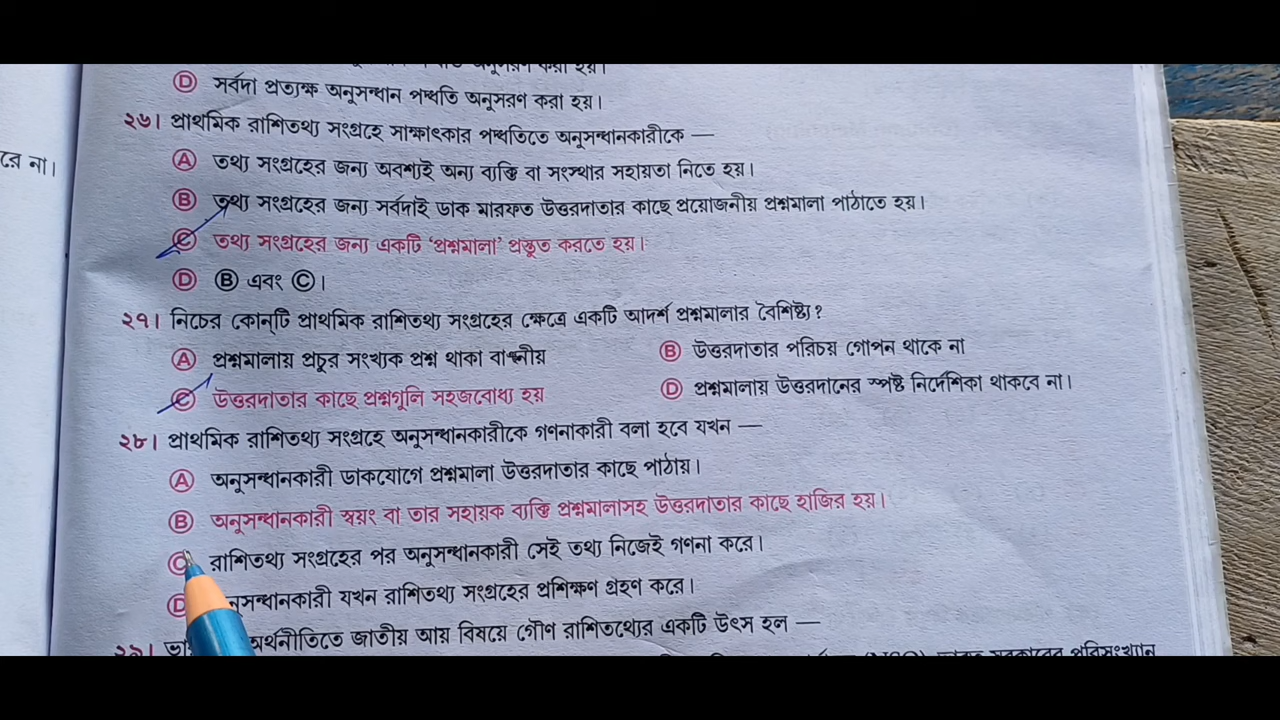 অনুসরণ করা হয়।
D সর্বদা প্রত্যক্ষ অনুসন্ধান পদ্ধতি অনুসরণ করা হয়।
২৬। প্রাথমিক রাশিতথ্য সংগ্রহে সাক্ষাৎকার পদ্ধতিতে অনুসন্ধানকারীকে —
রে না।
A তথ্য সংগ্রহের জন্য অবশ্যই অন্য ব্যক্তি বা সংস্থার সহায়তা নিতে হয়।
B তথ্য সংগ্রহের জন্য সর্বদাই ডাক মারফত উত্তরদাতার কাছে প্রয়োজনীয় প্রশ্নমালা পাঠাতে হয়।
C তথ্য সংগ্রহের জন্য একটি 'প্রশ্নমালা' প্রস্তুত করতে হয়।
D B এবং C।
২৭। নিচের কোন্‌টি প্রাথমিক রাশিতথ্য সংগ্রহের ক্ষেত্রে একটি আদর্শ প্রশ্নমালার বৈশিষ্ট্য?
A প্রশ্নমালায় প্রচুর সংখ্যক প্রশ্ন থাকা বাঞ্ছনীয় B উত্তরদাতার পরিচয় গোপন থাকে না
C উত্তরদাতার কাছে প্রশ্নগুলি সহজবোধ্য হয় D প্রশ্নমালায় উত্তরদানের স্পষ্ট নির্দেশিকা থাকবে না।
২৮। প্রাথমিক রাশিতথ্য সংগ্রহে অনুসন্ধানকারীকে গণনাকারী বলা হবে যখন —
A অনুসন্ধানকারী ডাকযোগে প্রশ্নমালা উত্তরদাতার কাছে পাঠায়।
B অনুসন্ধানকারী স্বয়ং বা তার সহায়ক ব্যক্তি প্রশ্নমালাসহ উত্তরদাতার কাছে হাজির হয়।
C রাশিতথ্য সংগ্রহের পর অনুসন্ধানকারী সেই তথ্য নিজেই গণনা করে।
D নুসন্ধানকারী যখন রাশিতথ্য সংগ্রহের প্রশিক্ষণ গ্রহণ করে।
২৯। ভা অর্থনীতিতে জাতীয় আয় বিষয়ে গৌণ রাশিতথ্যের একটি উৎস হল —